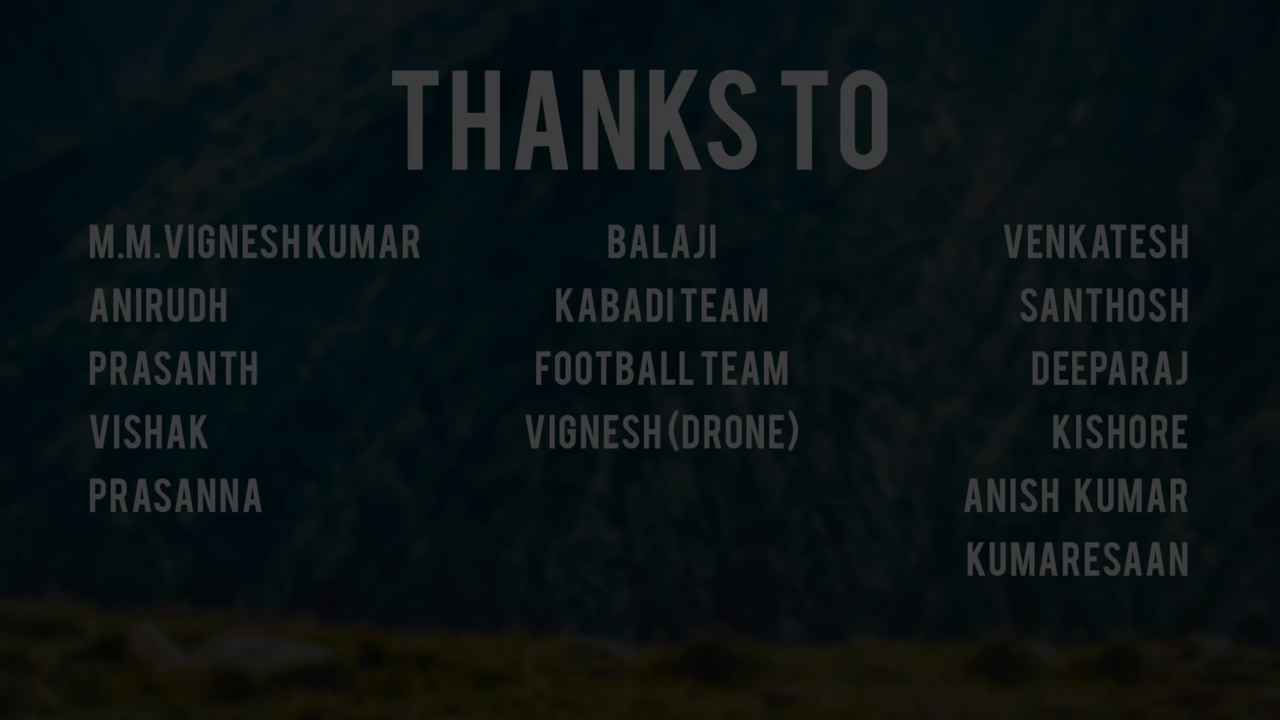 THANKS TO
M.M.VIGNESH KUMAR
ANIRUDH
PRASANTH
VISHAK
PRASANNA
BALAJI
KABADI TEAM
FOOTBALL TEAM
VIGNESH (DRONE)
VENKATESH
SANTHOSH
DEEPARAJ
KISHORE
ANISH KUMAR
KUMARESAAN